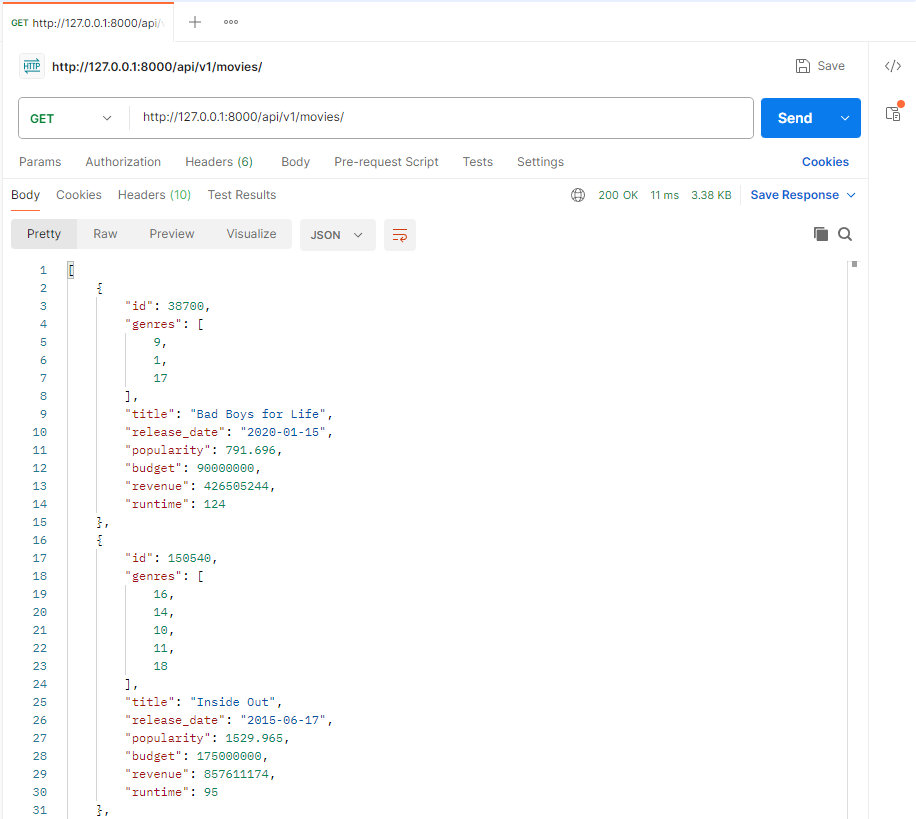 GET http://127.0.0.1:8000/api/
HTTP http://127.0.0.1:8000/api/v1/movies/ Save </>
GET http://127.0.0.1:8000/api/v1/movies/ Send
Params Authorization Headers (6) Body Pre-request Script Tests Settings Cookies
Body Cookies Headers (10) Test Results 200 OK 11 ms 3.38 KB Save Response
Pretty Raw Preview Visualize JSON
1 [
2 {
3 "id": 38700,
4 "genres": [
5 9,
6 1,
7 17
8 ],
9 "title": "Bad Boys for Life",
10 "release_date": "2020-01-15",
11 "popularity": 791.696,
12 "budget": 90000000,
13 "revenue": 426505244,
14 "runtime": 124
15 },
16 {
17 "id": 150540,
18 "genres": [
19 16,
20 14,
21 10,
22 11,
23 18
24 ],
25 "title": "Inside Out",
26 "release_date": "2015-06-17",
27 "popularity": 1529.965,
28 "budget": 175000000,
29 "revenue": 857611174,
30 "runtime": 95
31 },